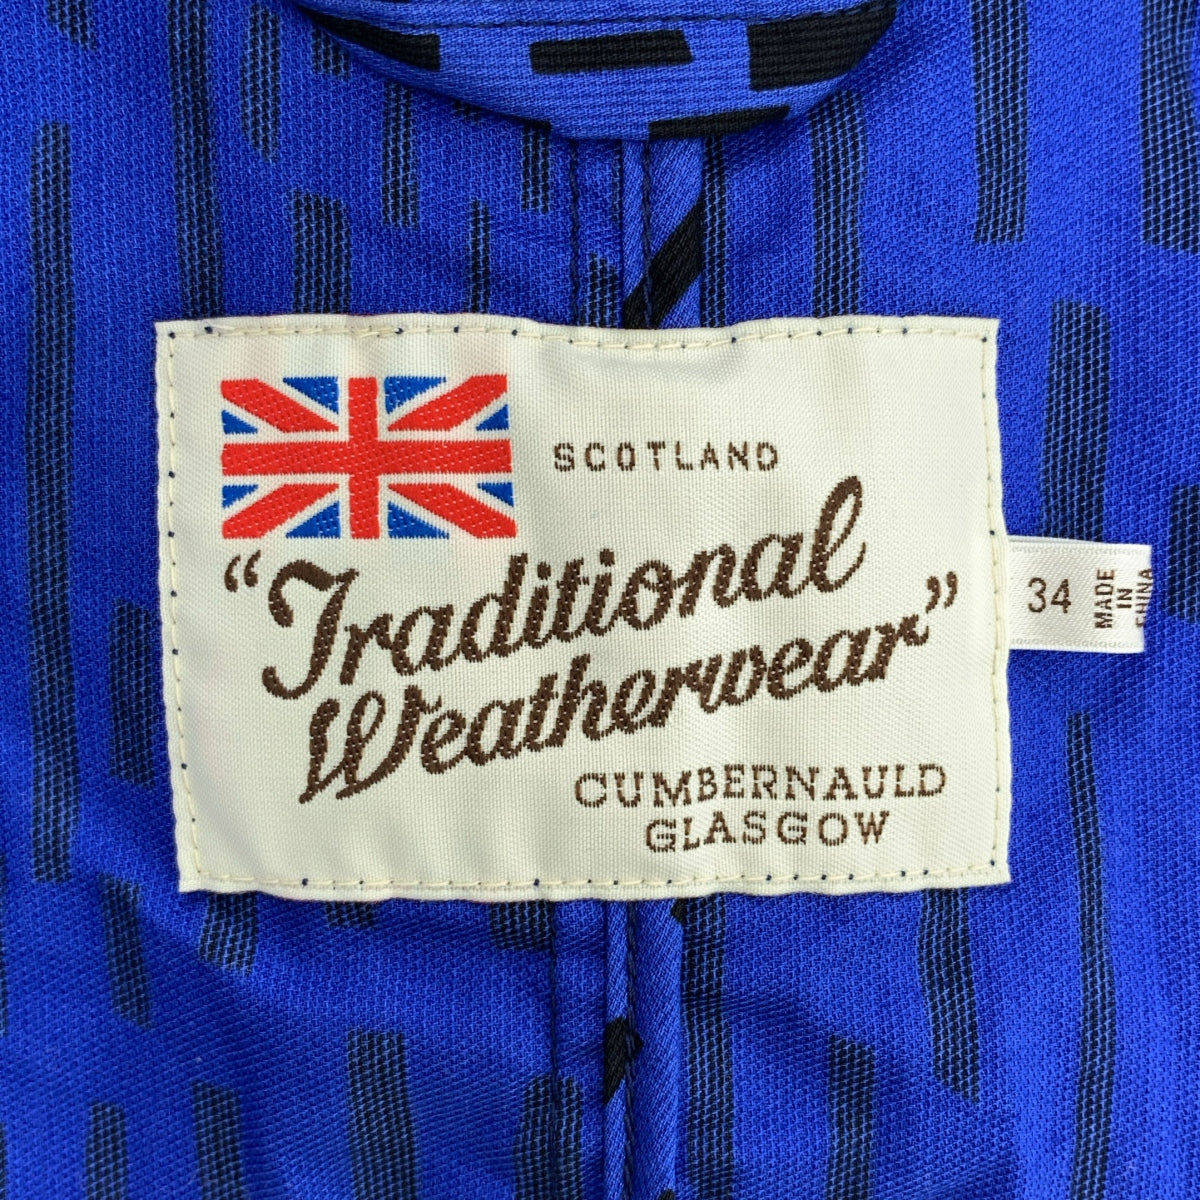 SCOTLAND
"Traditional
Weatherwear"
CUMBERNAULD
GLASGOW
34
MADE
IN
CHINA